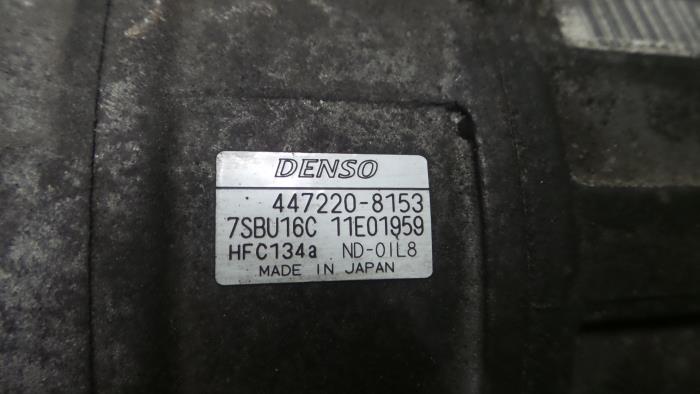 DENSO
447220-8153
7SBU16C 11E01959
HFC134a ND-OIL8
MADE IN JAPAN